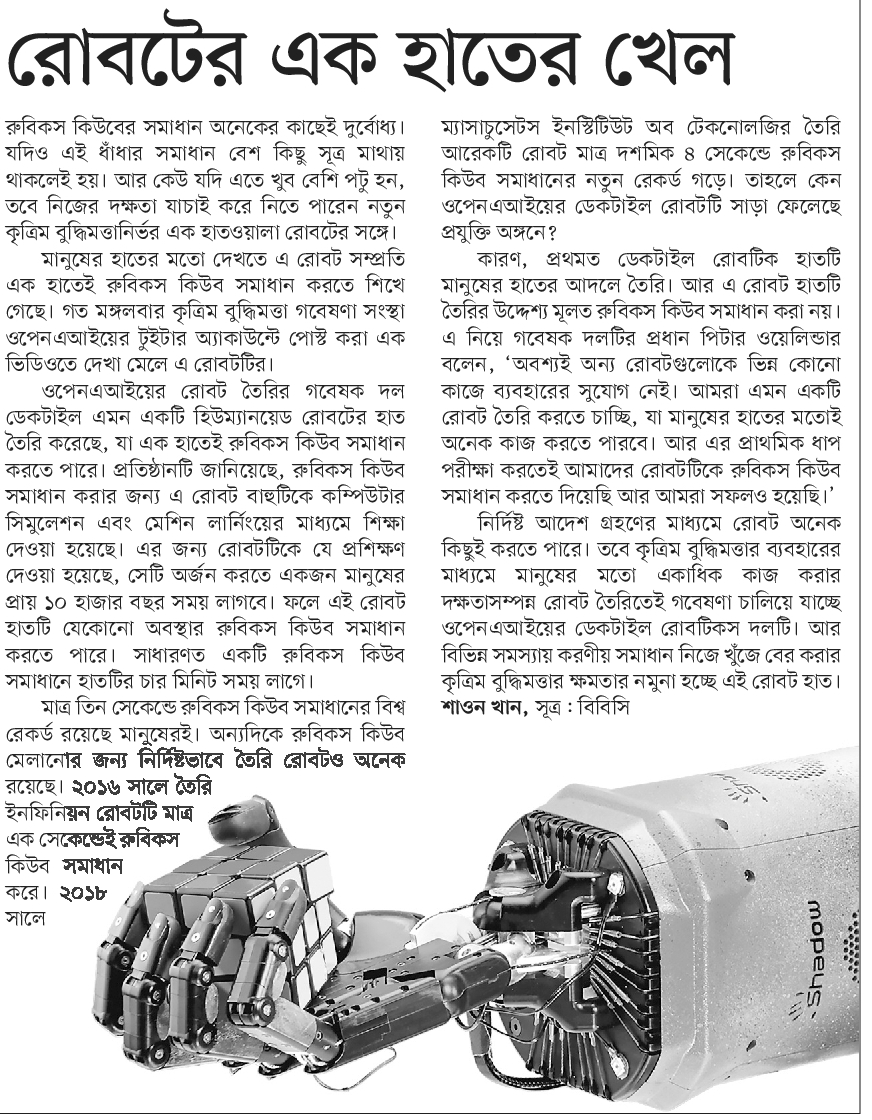 রোবটের এক হাতের খেল
রুবিকস কিউবের সমাধান অনেকের কাছেই দুর্বোধ্য।
যদিও এই ধাঁধার সমাধান বেশ কিছু সূত্র মাথায়
থাকলেই হয়। আর কেউ যদি এতে খুব বেশি পটু হন,
তবে নিজের দক্ষতা যাচাই করে নিতে পারেন নতুন
কৃত্রিম বুদ্ধিমত্তানির্ভর এক হাতওয়ালা রোবটের সঙ্গে।
মানুষের হাতের মতো দেখতে এ রোবট সম্প্রতি
এক হাতেই রুবিকস কিউব সমাধান করতে শিখে
গেছে। গত মঙ্গলবার কৃত্রিম বুদ্ধিমত্তা গবেষণা সংস্থা
ওপেনএআইয়ের টুইটার অ্যাকাউন্টে পোস্ট করা এক
ভিডিওতে দেখা মেলে এ রোবটটির।
ওপেনএআইয়ের রোবট তৈরির গবেষক দল
ডেকটাইল এমন একটি হিউম্যানয়েড রোবটের হাত
তৈরি করেছে, যা এক হাতেই রুবিকস কিউব সমাধান
করতে পারে। প্রতিষ্ঠানটি জানিয়েছে, রুবিকস কিউব
সমাধান করার জন্য এ রোবট বাহুটিকে কম্পিউটার
সিমুলেশন এবং মেশিন লার্নিংয়ের মাধ্যমে শিক্ষা
দেওয়া হয়েছে। এর জন্য রোবটটিকে যে প্রশিক্ষণ
দেওয়া হয়েছে, সেটি অর্জন করতে একজন মানুষের
প্রায় ১০ হাজার বছর সময় লাগবে। ফলে এই রোবট
হাতটি যেকোনো অবস্থার রুবিকস কিউব সমাধান
করতে পারে। সাধারণত একটি রুবিকস কিউব
সমাধানে হাতটির চার মিনিট সময় লাগে।
মাত্র তিন সেকেন্ডে রুবিকস কিউব সমাধানের বিশ্ব
রেকর্ড রয়েছে মানুষেরই। অন্যদিকে রুবিকস কিউব
মেলানোর জন্য নির্দিষ্টভাবে তৈরি রোবটও অনেক
রয়েছে। ২০১৬ সালে তৈরি
ইনফিনিয়ন রোবটটি মাত্র
এক সেকেন্ডেই রুবিকস
কিউব সমাধান
করে। ২০১৮
সালে
ম্যাসাচুসেটস ইনস্টিটিউট অব টেকনোলজির তৈরি
আরেকটি রোবট মাত্র দশমিক ৪ সেকেন্ডে রুবিকস
কিউব সমাধানের নতুন রেকর্ড গড়ে। তাহলে কেন
ওপেনএআইয়ের ডেকটাইল রোবটটি সাড়া ফেলেছে
প্রযুক্তি অঙ্গনে?
কারণ, প্রথমত ডেকটাইল রোবটিক হাতটি
মানুষের হাতের আদলে তৈরি। আর এ রোবট হাতটি
তৈরির উদ্দেশ্য মূলত রুবিকস কিউব সমাধান করা নয়।
এ নিয়ে গবেষক দলটির প্রধান পিটার ওয়েলিন্ডার
বলেন, ‘অবশ্যই অন্য রোবটগুলোকে ভিন্ন কোনো
কাজে ব্যবহারের সুযোগ নেই। আমরা এমন একটি
রোবট তৈরি করতে চাচ্ছি, যা মানুষের হাতের মতোই
অনেক কাজ করতে পারবে। আর এর প্রাথমিক ধাপ
পরীক্ষা করতেই আমাদের রোবটটিকে রুবিকস কিউব
সমাধান করতে দিয়েছি আর আমরা সফলও হয়েছি।’
নির্দিষ্ট আদেশ গ্রহণের মাধ্যমে রোবট অনেক
কিছুই করতে পারে। তবে কৃত্রিম বুদ্ধিমত্তার ব্যবহারের
মাধ্যমে মানুষের মতো একাধিক কাজ করার
দক্ষতাসম্পন্ন রোবট তৈরিতেই গবেষণা চালিয়ে যাচ্ছে
ওপেনএআইয়ের ডেকটাইল রোবটিকস দলটি। আর
বিভিন্ন সমস্যায় করণীয় সমাধান নিজে খুঁজে বের করার
কৃত্রিম বুদ্ধিমত্তার ক্ষমতার নমুনা হচ্ছে এই রোবট হাত।
শাওন খান, সূত্র : বিবিসি
Shadow